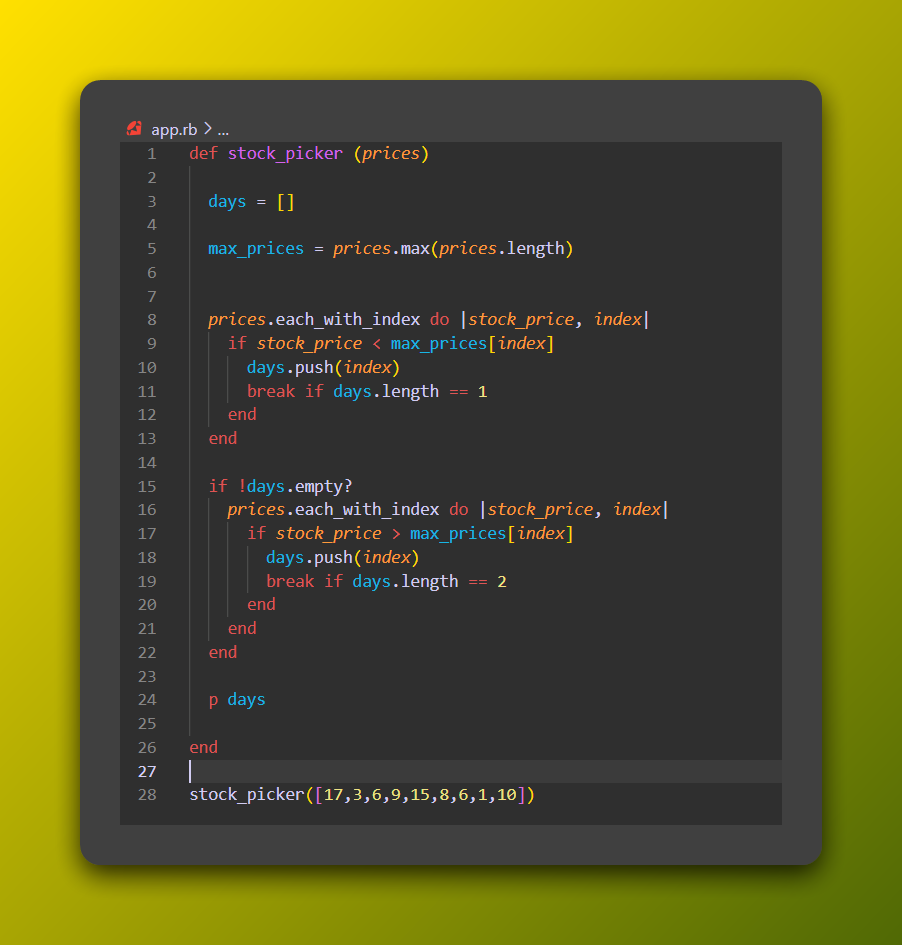 app.rb > ...
1 def stock_picker (prices)
2
3   days = []
4
5   max_prices = prices.max(prices.length)
6
7
8   prices.each_with_index do |stock_price, index|
9     if stock_price < max_prices[index]
10       days.push(index)
11       break if days.length == 1
12     end
13   end
14
15   if !days.empty?
16     prices.each_with_index do |stock_price, index|
17       if stock_price > max_prices[index]
18         days.push(index)
19         break if days.length == 2
20       end
21     end
22   end
23
24   p days
25
26 end
27
28 stock_picker([17,3,6,9,15,8,6,1,10])